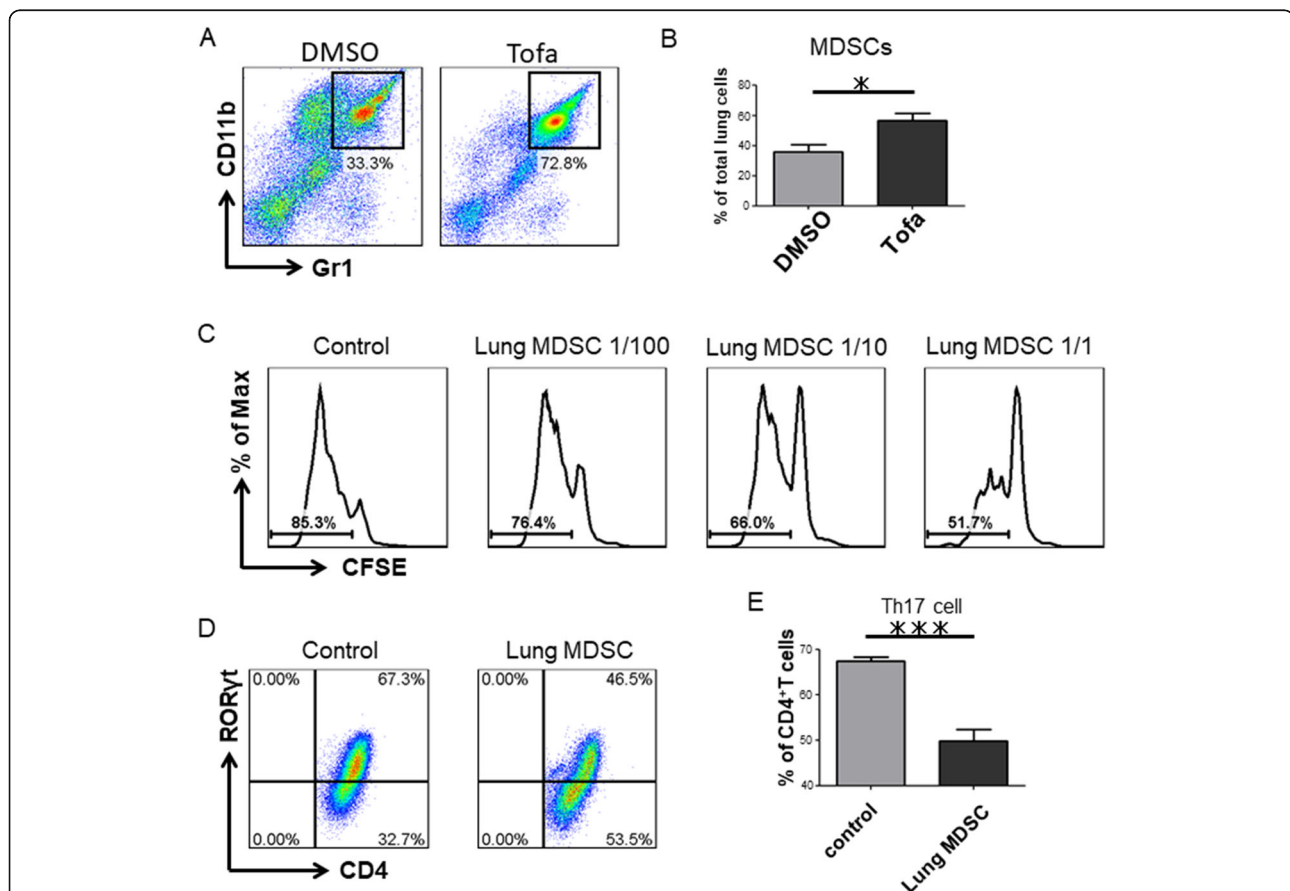 A
DMSO
Tofa
CD11b
33.3%
72.8%
Gr1
B
MDSCs
% of total lung cells
80
60
40
20
0
*
DMSO
Tofa
C
Control
Lung MDSC 1/100
Lung MDSC 1/10
Lung MDSC 1/1
% of Max
85.3%
76.4%
66.0%
51.7%
CFSE
D
Control
Lung MDSC
RORγt
0.00%
67.3%
0.00%
46.5%
0.00%
32.7%
0.00%
53.5%
CD4
E
Th17 cell
***
% of CD4+T cells
70
60
50
40
control
Lung MDSC